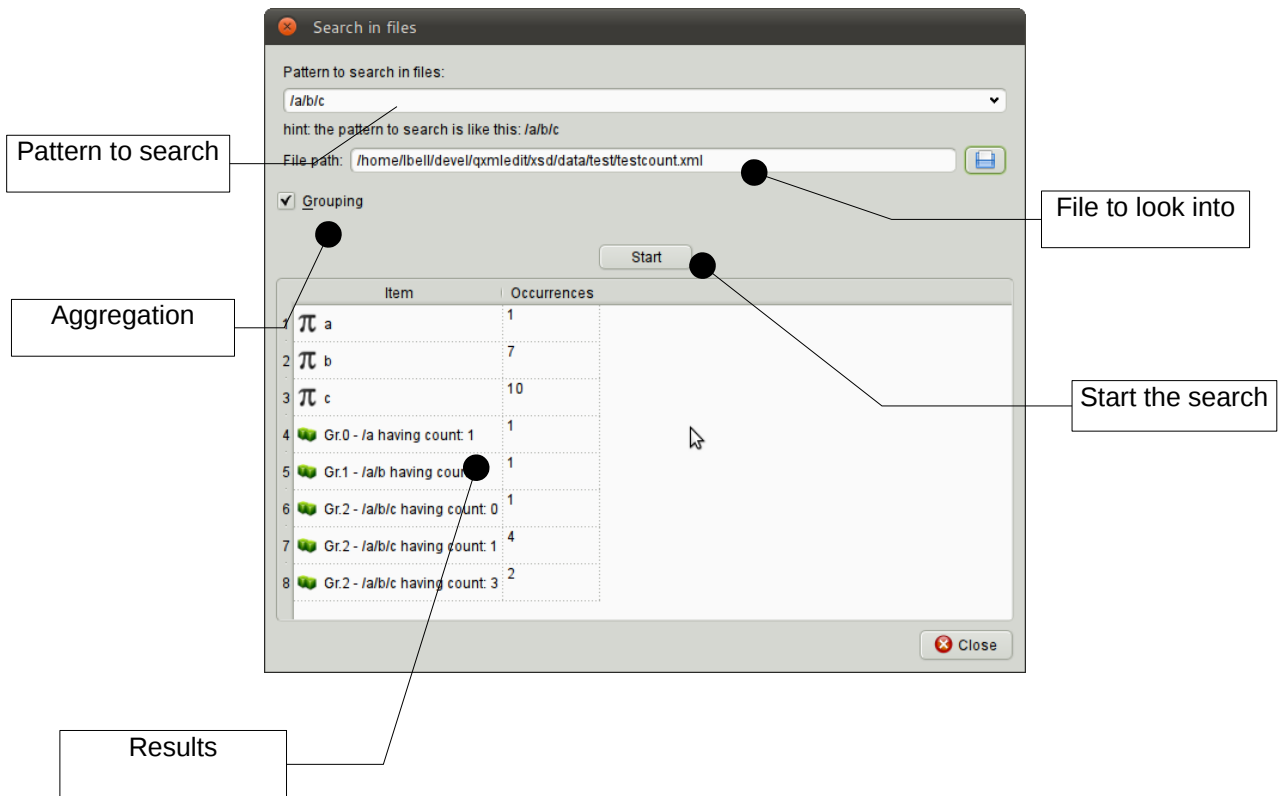 Search in files
Pattern to search in files:
/a/b/c
hint: the pattern to search is like this: /a/b/c
Pattern to search
File path: /home/lbell/devel/qxmledit/xsd/data/test/testcount.xml
File to look into
Grouping
Start
Aggregation
Item Occurrences
1 π a 1
2 π b 7
3 π c 10
Start the search
4 Gr.0 - /a having count: 1 1
5 Gr.1 - /a/b having coun 1
6 Gr.2 - /a/b/c having count: 0 1
7 Gr.2 - /a/b/c having count: 1 4
8 Gr.2 - /a/b/c having count: 3 2
Close
Results